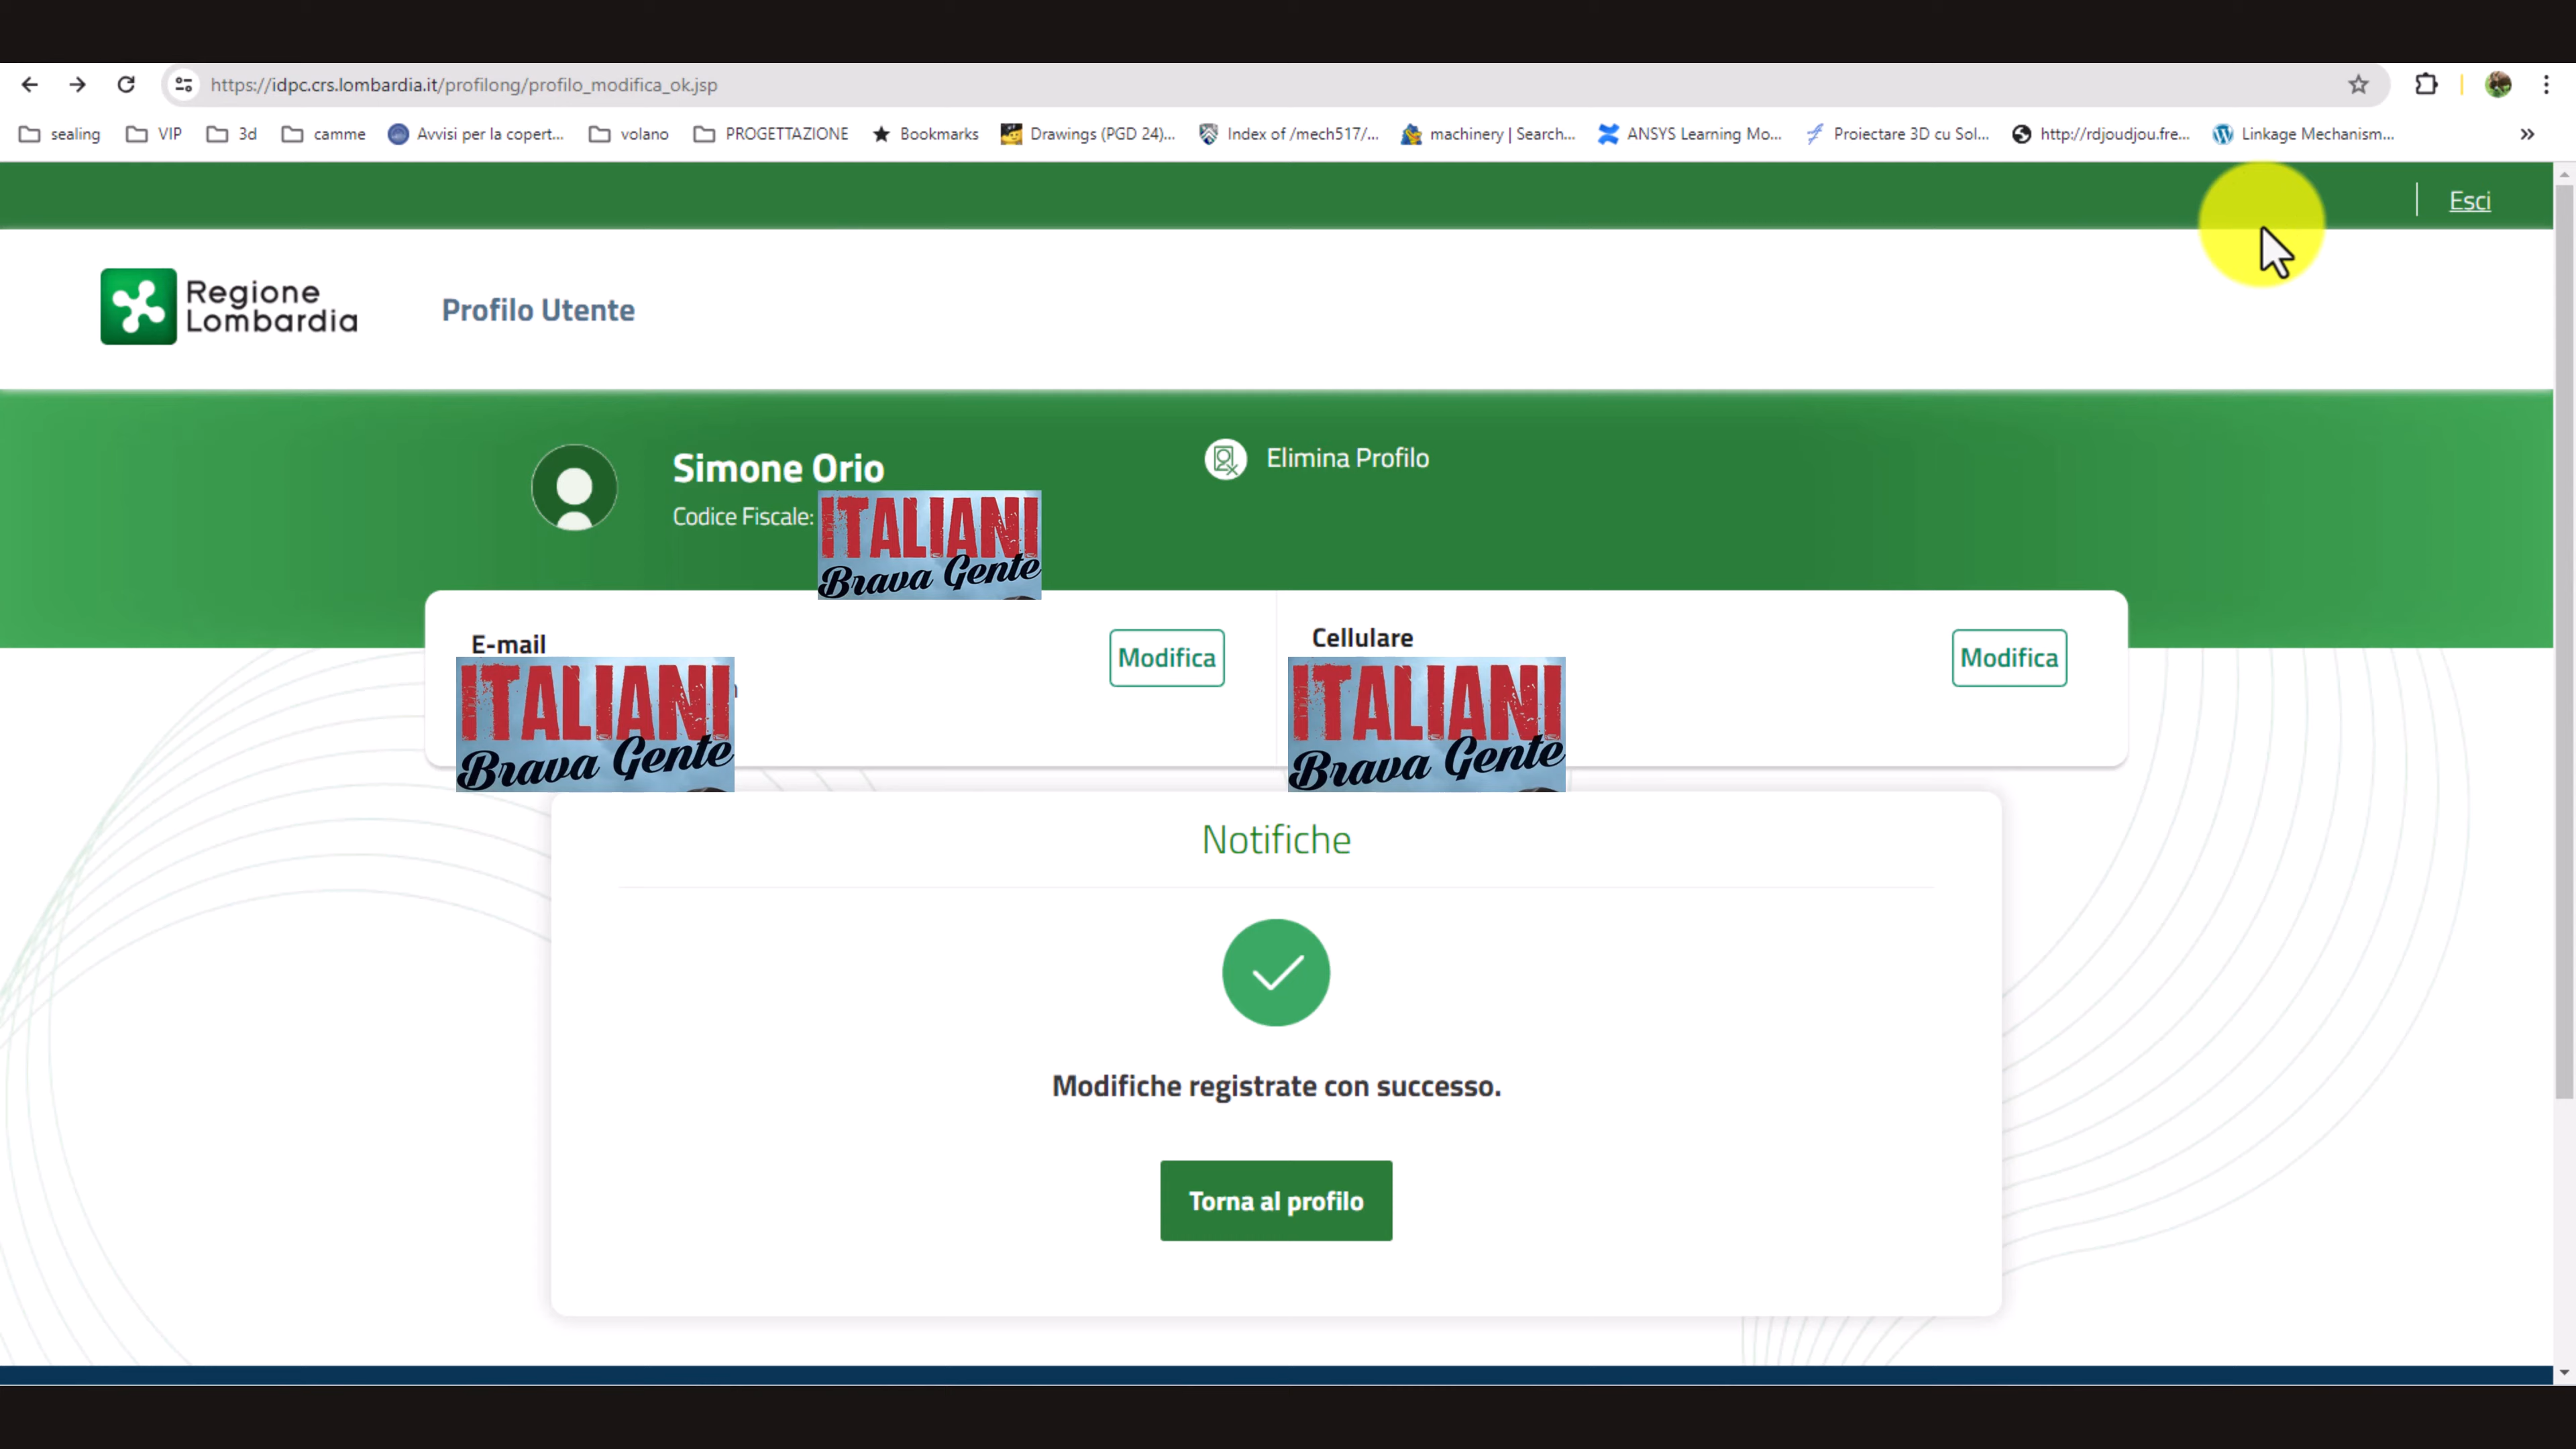 https://idpc.crs.lombardia.it/profilong/profilo_modifica_ok.jsp
sealing VIP 3d camme Avvisi per la copert... volano PROGETTAZIONE Bookmarks Drawings (PGD 24)... Index of /mech517/... machinery | Search... ANSYS Learning Mo... Proiectare 3D cu Sol... http://rdjoudjou.fre... Linkage Mechanism... »
Esci
Regione
Lombardia
Profilo Utente
Simone Orio
Elimina Profilo
Codice Fiscale:
ITALIANI
Brava Gente
E-mail
Modifica
Cellulare
Modifica
ITALIANI
Brava Gente
ITALIANI
Brava Gente
Notifiche
Modifiche registrate con successo.
Torna al profilo